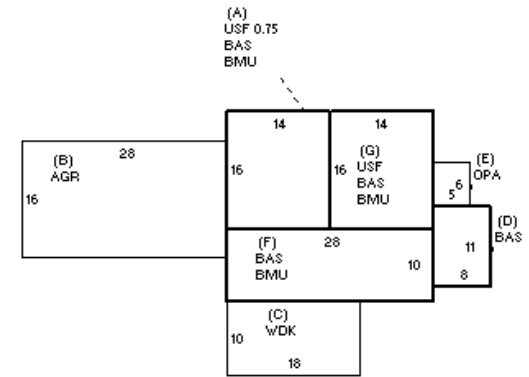 (A)
USF 0.75
BAS
BMU
14
14
28
(B)
AGR
16
16
16
(G)
USF
BAS
BMU
(E)
OPA
6
5
(D)
BAS
11
8
(F)
BAS
BMU
28
10
(C)
WDK
10
18